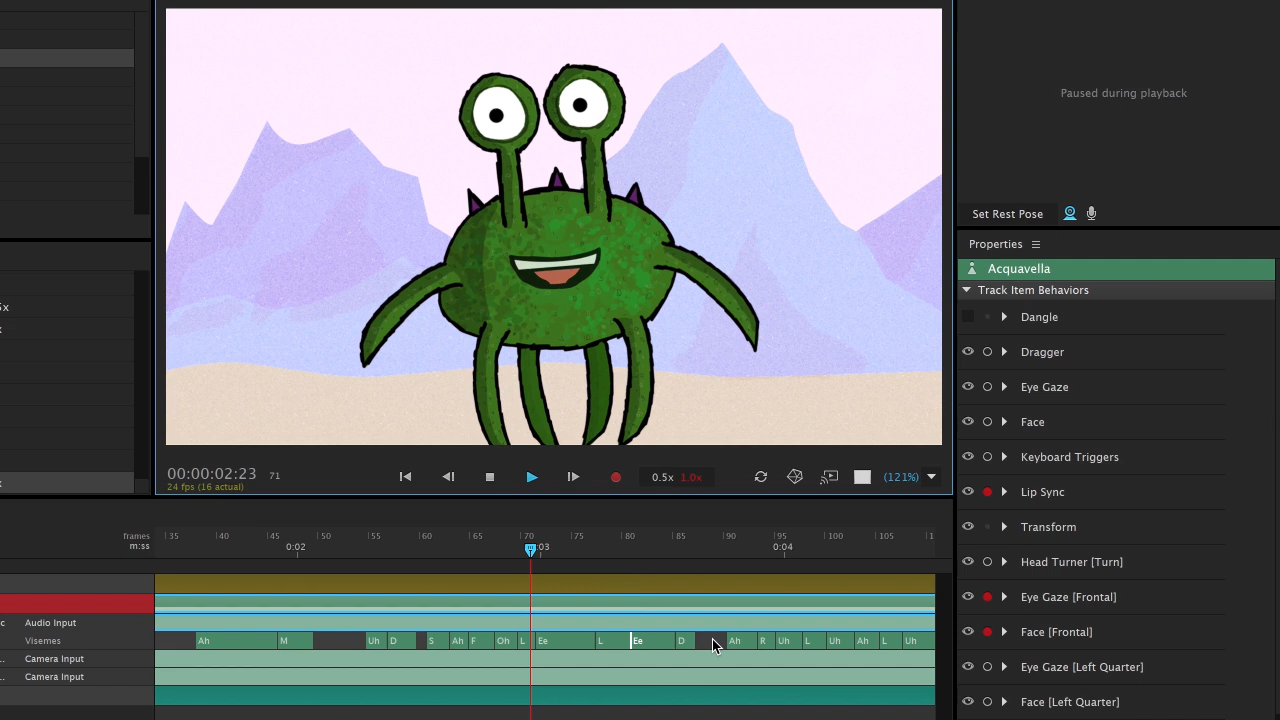 Paused during playback
Set Rest Pose
Properties
Acquavella
Track Item Behaviors
Dangle
Dragger
Eye Gaze
Face
Keyboard Triggers
Lip Sync
Transform
Head Turner [Turn]
Eye Gaze [Frontal]
Face [Frontal]
Eye Gaze [Left Quarter]
Face [Left Quarter]
00:00:02:23 71
24 fps (16 actual)
0.5x 1.0x
(121%)
frames 35 40 45 50 55 60 65 70 75 80 85 90 95 100 105
m:ss 0:02 :03 0:04
Audio Input
Visemes Ah M Uh D S Ah F Oh L Ee L Ee D Ah R Uh L Uh Ah L Uh
Camera Input
Camera Input